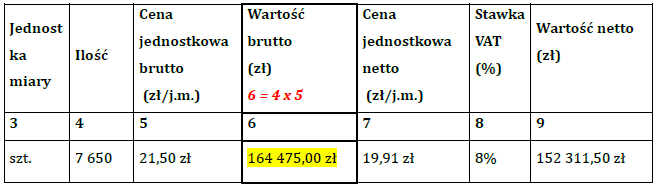 Jednost
ka
miary
Ilość
Cena
jednostkowa
brutto
(zł/j.m.)
Wartość
brutto
(zł)
6 = 4 x 5
Cena
jednostkowa
netto
(zł/j.m.)
Stawka
VAT
(%)
Wartość netto
(zł)
3 4 5 6 7 8 9
szt. 7 650 21,50 zł 164 475,00 zł 19,91 zł 8% 152 311,50 zł